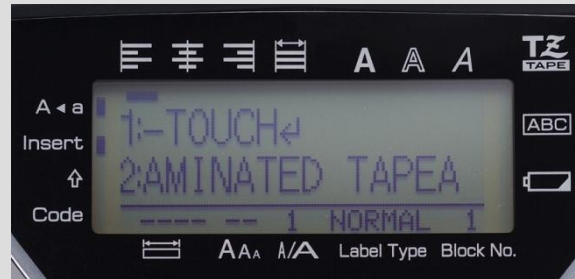 A A A
TZ
TAPE
A◂a
Insert
⇧
Code
ABC
1:–TOUCH↵
2:AMINATED TAPEA
---- -- 1 NORMAL 1
AAA A/A Label Type Block No.